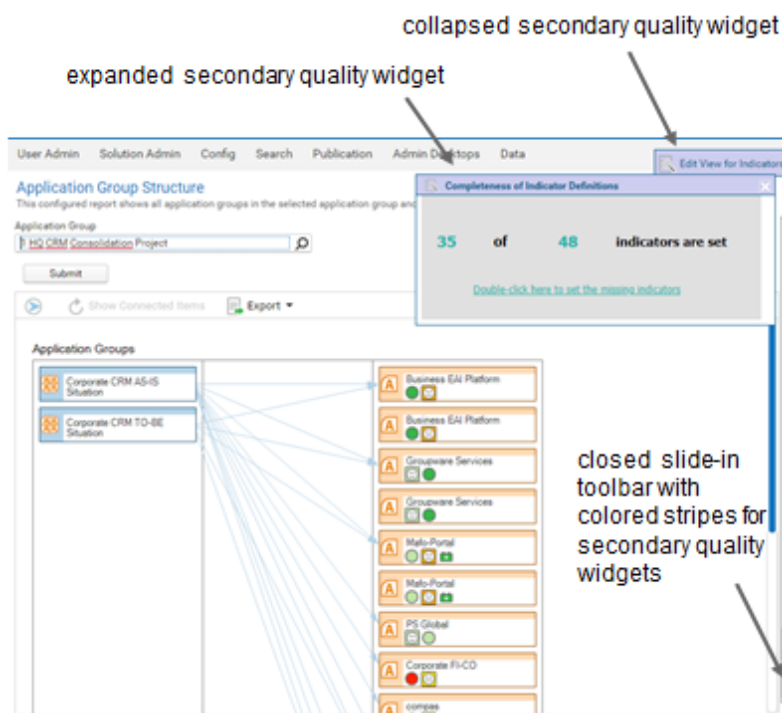 collapsed secondary quality widget
expanded secondary quality widget
User Admin Solution Admin Config Search Publication Admin Desktops Data
Edit View for Indicators
Application Group Structure
Completeness of Indicator Definitions
This configured report shows all application groups in the selected application group and
Application Group
HQ CRM Consolidation Project
35 of 48 indicators are set
Submit
Double-click here to set the missing indicators
Show Connected Items Export
Application Groups
Corporate CRM AS-IS
Situation
Business EAI Platform
Corporate CRM TO-BE
Situation
Business EAI Platform
Groupware Services
closed slide-in
toolbar with
colored stripes for
secondary quality
widgets
Groupware Services
Mafo-Portal
Mafo-Portal
PS Global
Corporate FI-CO
compas